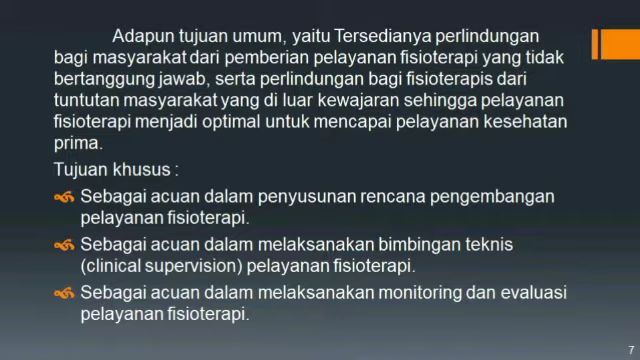 Adapun tujuan umum, yaitu Tersedianya perlindungan
bagi masyarakat dari pemberian pelayanan fisioterapi yang tidak
bertanggung jawab, serta perlindungan bagi fisioterapis dari
tuntutan masyarakat yang di luar kewajaran sehingga pelayanan
fisioterapi menjadi optimal untuk mencapai pelayanan kesehatan
prima.
Tujuan khusus :
Sebagai acuan dalam penyusunan rencana pengembangan
pelayanan fisioterapi.
Sebagai acuan dalam melaksanakan bimbingan teknis
(clinical supervision) pelayanan fisioterapi.
Sebagai acuan dalam melaksanakan monitoring dan evaluasi
pelayanan fisioterapi.
7